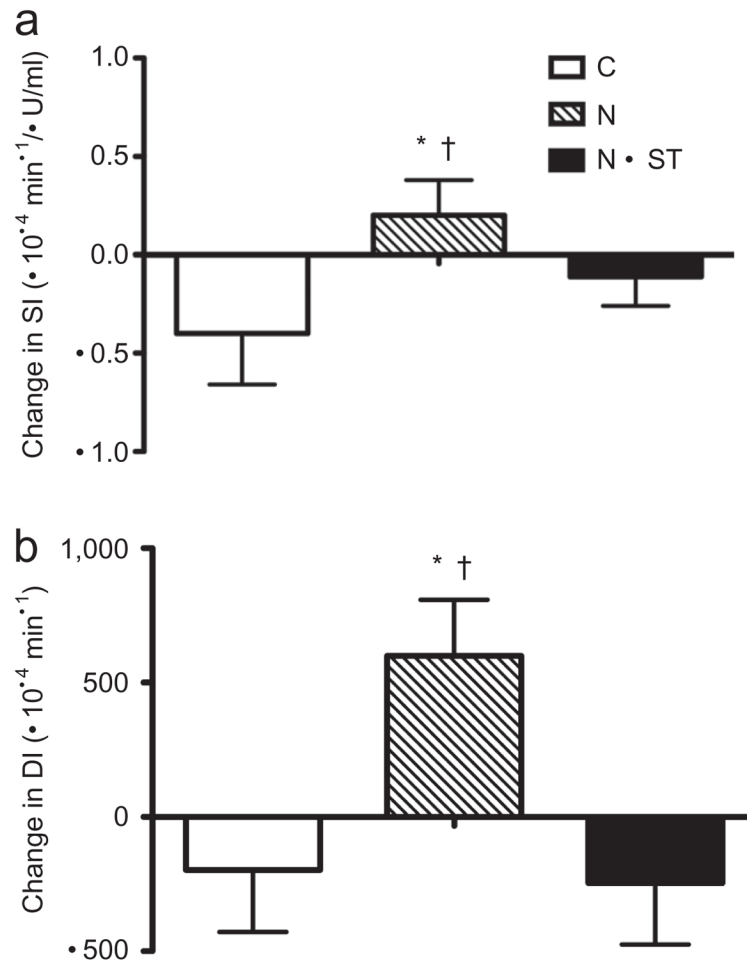 a
Change in SI (• 10•4 min•1/• U/ml)
1.0
0.5
0.0
• 0.5
• 1.0
* †
C
N
N • ST
b
Change in DI (• 10•4 min•1)
1,000
500
0
• 500
* †